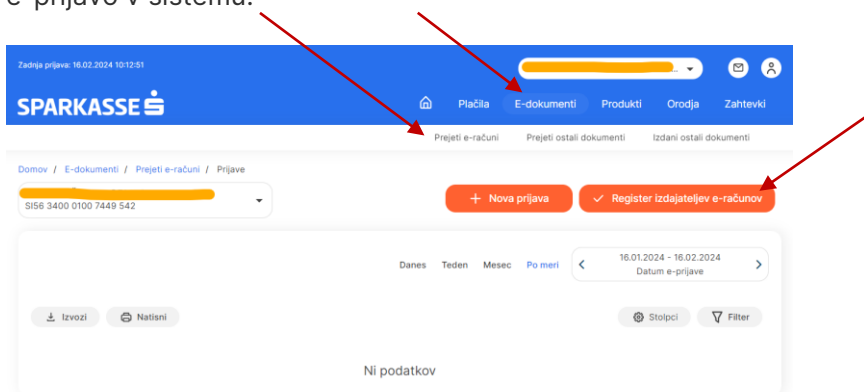 e-prijavo v sistemu.
Zadnja prijava: 16.02.2024 10:12:51
SPARKASSE
Plačila E-dokumenti Produkti Orodja Zahtevki
Prejeti e-računi Prejeti ostali dokumenti Izdani ostali dokumenti
Domov / E-dokumenti / Prejeti e-računi / Prijave
SI56 3400 0100 7449 542
+ Nova prijava Register izdajateljev e-računov
Danes Teden Mesec Po meri 16.01.2024 - 16.02.2024
Datum e-prijave
Izvozi Natisni Stolpci Filter
Ni podatkov